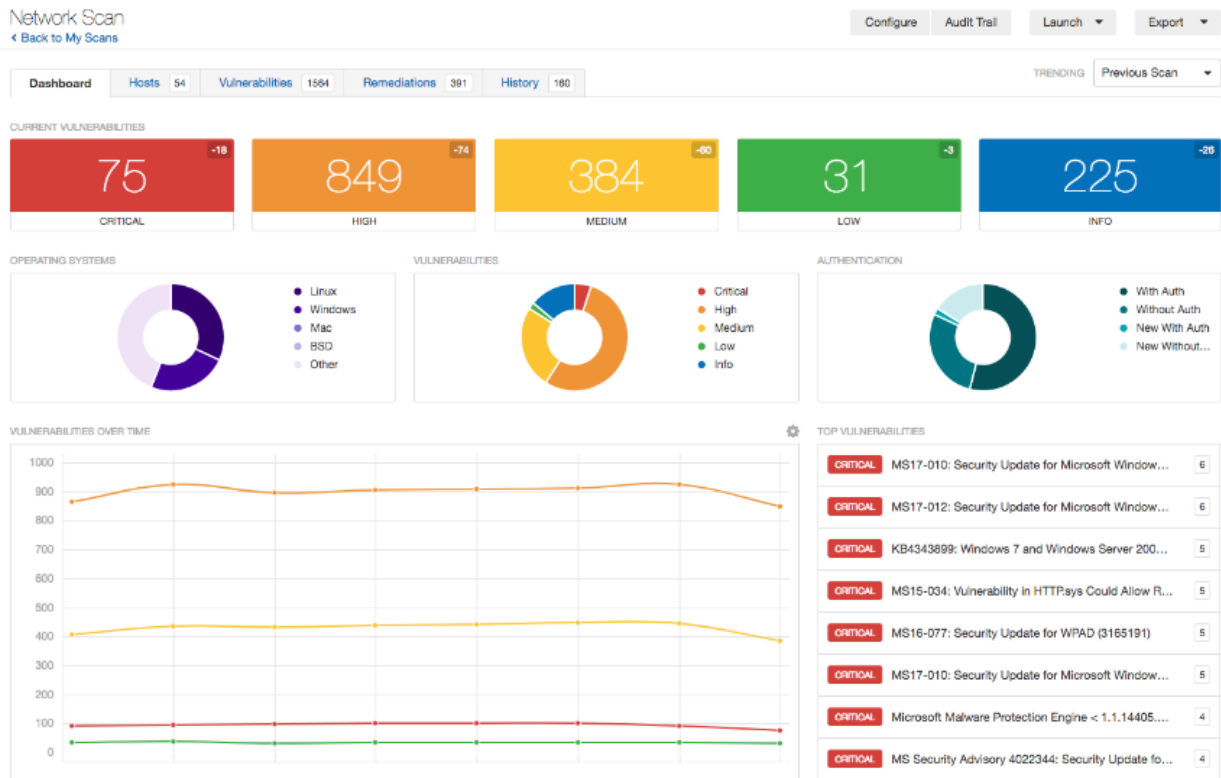 Network Scan
Back to My Scans
Configure Audit Trail Launch Export
Dashboard Hosts 54 Vulnerabilities 1564 Remediations 391 History 160
TRENDING Previous Scan
CURRENT VULNERABILITIES
75 -18
CRITICAL
849 -74
HIGH
384 -60
MEDIUM
31 -3
LOW
225 -26
INFO
OPERATING SYSTEMS
Linux
Windows
Mac
BSD
Other
VULNERABILITIES
Critical
High
Medium
Low
Info
AUTHENTICATION
With Auth
Without Auth
New With Auth
New Without...
VULNERABILITIES OVER TIME
1000
900
800
700
600
500
400
300
200
100
0
TOP VULNERABILITIES
CRITICAL MS17-010: Security Update for Microsoft Window... 6
CRITICAL MS17-012: Security Update for Microsoft Window... 6
CRITICAL KB4343899: Windows 7 and Windows Server 200... 5
CRITICAL MS15-034: Vulnerability in HTTP.sys Could Allow R... 5
CRITICAL MS16-077: Security Update for WPAD (3165191) 5
CRITICAL MS17-010: Security Update for Microsoft Window... 5
CRITICAL Microsoft Malware Protection Engine < 1.1.14405.... 4
CRITICAL MS Security Advisory 4022344: Security Update fo... 4